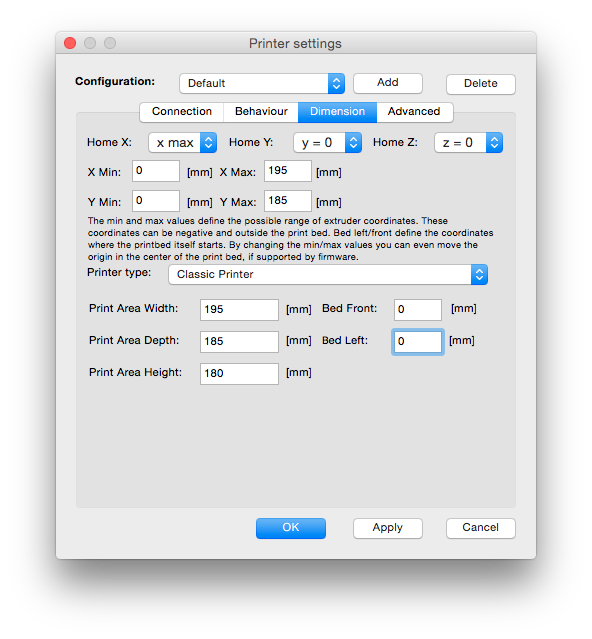 Printer settings
Configuration: Default Add Delete
Connection Behaviour Dimension Advanced
Home X: x max Home Y: y = 0 Home Z: z = 0
X Min: 0 [mm] X Max: 195 [mm]
Y Min: 0 [mm] Y Max: 185 [mm]
The min and max values define the possible range of extruder coordinates. These
coordinates can be negative and outside the print bed. Bed left/front define the coordinates
where the printbed itself starts. By changing the min/max values you can even move the
origin in the center of the print bed, if supported by firmware.
Printer type: Classic Printer
Print Area Width: 195 [mm] Bed Front: 0 [mm]
Print Area Depth: 185 [mm] Bed Left: 0 [mm]
Print Area Height: 180 [mm]
OK Apply Cancel